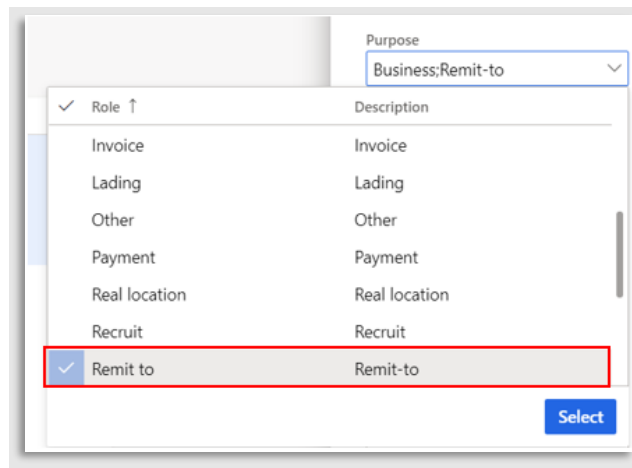 Purpose
Business;Remit-to
Role ↑ Description
Invoice Invoice
Lading Lading
Other Other
Payment Payment
Real location Real location
Recruit Recruit
Remit to Remit-to
Select